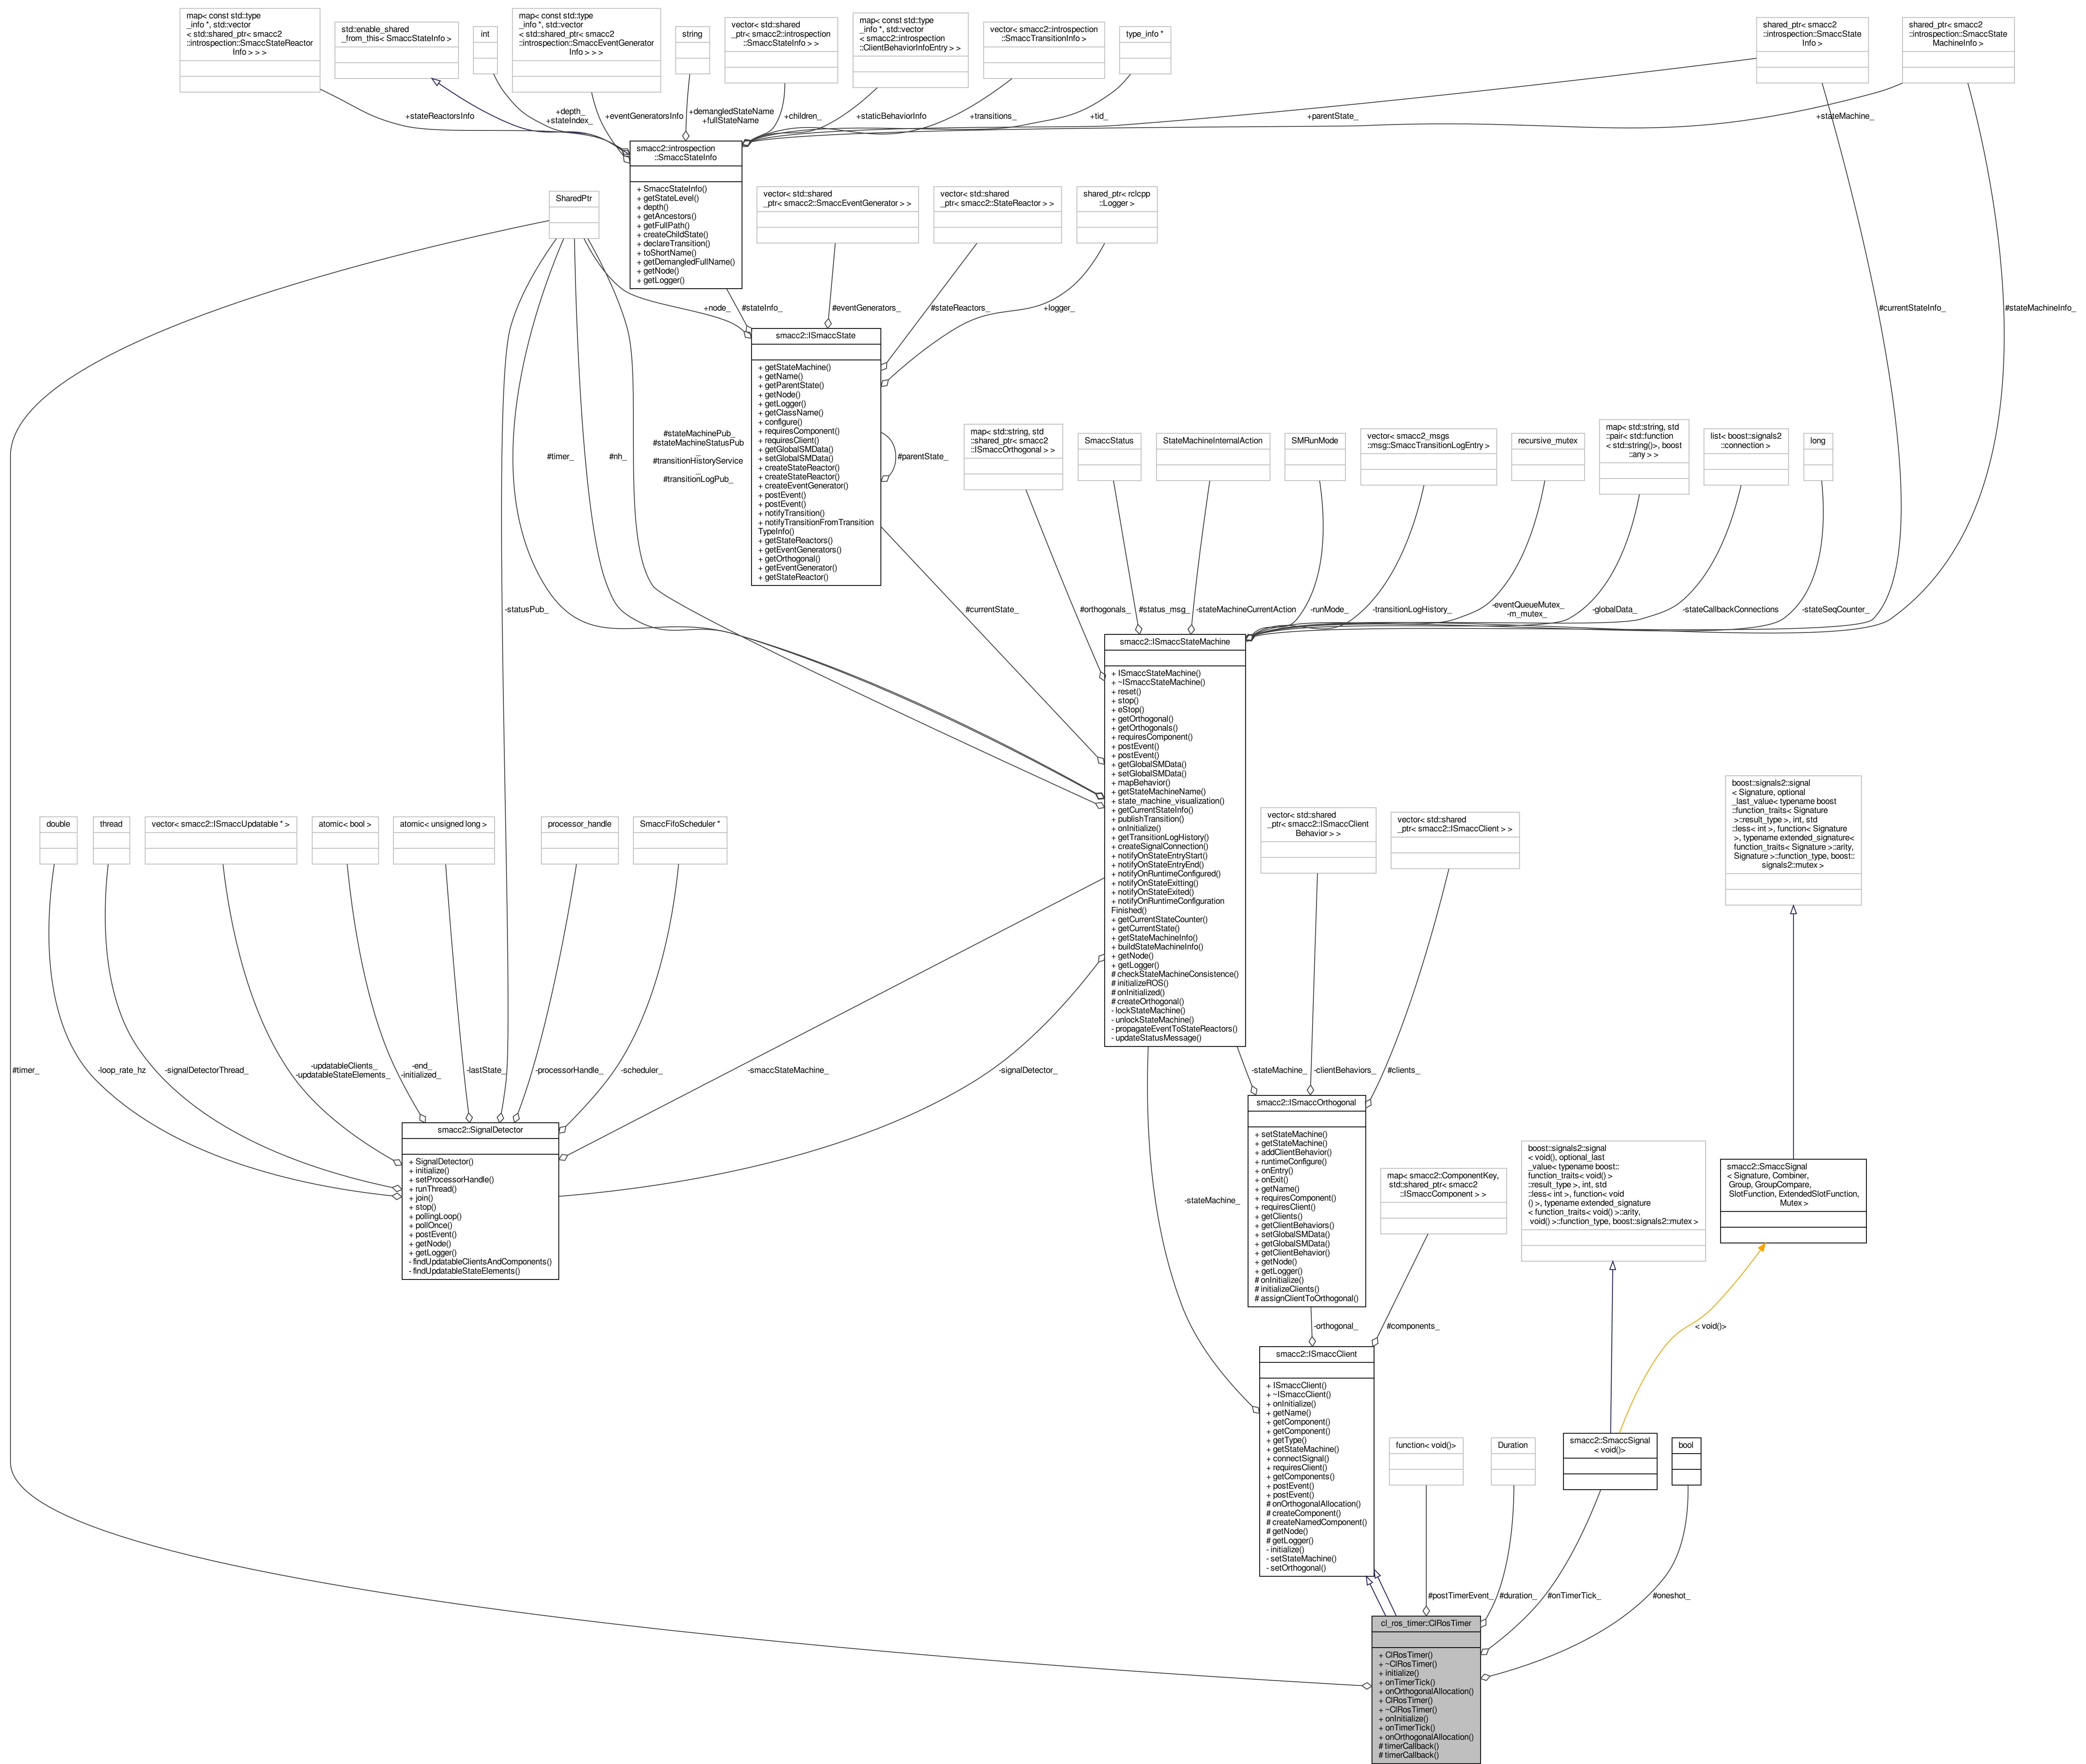 map< const std::type
_info *, std::vector
< std::shared_ptr< smacc2
::introspection::SmaccStateReactor
Info > > >
std::enable_shared
_from_this< SmaccStateInfo >
int
map< const std::type
_info *, std::vector
< std::shared_ptr< smacc2
::introspection::SmaccEventGenerator
Info > > >
string
vector< std::shared
_ptr< smacc2::introspection
::SmaccStateInfo > >
map< const std::type
_info *, std::vector
< smacc2::introspection
::ClientBehaviorInfoEntry > >
vector< smacc2::introspection
::SmaccTransitionInfo >
type_info *
shared_ptr< smacc2
::introspection::SmaccState
Info >
shared_ptr< smacc2
::introspection::SmaccState
MachineInfo >
+stateReactorsInfo
+depth_
+stateIndex_
+eventGeneratorsInfo
+demangledStateName
+fullStateName
+children_
+staticBehaviorInfo
+transitions_
+tid_
+parentState_
+stateMachine_
smacc2::introspection
::SmaccStateInfo
+ SmaccStateInfo()
+ getStateLevel()
+ depth()
+ getAncestors()
+ getFullPath()
+ createChildState()
+ declareTransition()
+ toShortName()
+ getDemangledFullName()
+ getNode()
+ getLogger()
SharedPtr
vector< std::shared
_ptr< smacc2::SmaccEventGenerator > >
vector< std::shared
_ptr< smacc2::StateReactor > >
shared_ptr< rclcpp
::Logger >
+node_
#stateInfo_
#eventGenerators_
#stateReactors_
+logger_
#currentStateInfo_
#stateMachineInfo_
smacc2::ISmaccState
+ getStateMachine()
+ getName()
+ getParentState()
+ getNode()
+ getLogger()
+ getClassName()
+ configure()
+ requiresComponent()
+ requiresClient()
+ getGlobalSMData()
+ setGlobalSMData()
+ createStateReactor()
+ createStateReactor()
+ createEventGenerator()
+ postEvent()
+ postEvent()
+ notifyTransition()
+ notifyTransitionFromTransition
TypeInfo()
+ getStateReactors()
+ getEventGenerators()
+ getOrthogonal()
+ getEventGenerator()
+ getStateReactor()
#parentState_
#timer_
#nh_
#stateMachinePub_
#stateMachineStatusPub
_
#transitionHistoryService
_
#transitionLogPub_
map< std::string, std
::shared_ptr< smacc2
::ISmaccOrthogonal > >
SmaccStatus
StateMachineInternalAction
SMRunMode
vector< smacc2_msgs
::msg::SmaccTransitionLogEntry >
recursive_mutex
map< std::string, std
::pair< std::function
< std::string()>, boost
::any > >
list< boost::signals2
::connection >
long
-statusPub_
#currentState_
#orthogonals_
#status_msg_
-stateMachineCurrentAction
-runMode_
-transitionLogHistory_
-eventQueueMutex_
-m_mutex_
-globalData_
-stateCallbackConnections
-stateSeqCounter_
smacc2::ISmaccStateMachine
+ ISmaccStateMachine()
+ ~ISmaccStateMachine()
+ reset()
+ stop()
+ eStop()
+ getOrthogonal()
+ getOrthogonals()
+ requiresComponent()
+ postEvent()
+ postEvent()
+ getGlobalSMData()
+ setGlobalSMData()
+ mapBehavior()
+ getStateMachineName()
+ state_machine_visualization()
+ getCurrentStateInfo()
+ publishTransition()
+ onInitialize()
+ getTransitionLogHistory()
+ createSignalConnection()
+ notifyOnStateEntryStart()
+ notifyOnStateEntryEnd()
+ notifyOnRuntimeConfigured()
+ notifyOnStateExitting()
+ notifyOnStateExited()
+ notifyOnRuntimeConfiguration
Finished()
+ getCurrentStateCounter()
+ getCurrentState()
+ getStateMachineInfo()
+ buildStateMachineInfo()
+ getNode()
+ getLogger()
# checkStateMachineConsistence()
# initializeROS()
# onInitialized()
# createOrthogonal()
- lockStateMachine()
- unlockStateMachine()
- propagateEventToStateReactors()
- updateStatusMessage()
double
thread
vector< smacc2::ISmaccUpdatable * >
atomic< bool >
atomic< unsigned long >
processor_handle
SmaccFifoScheduler *
vector< std::shared
_ptr< smacc2::ISmaccClient
Behavior > >
vector< std::shared
_ptr< smacc2::ISmaccClient > >
boost::signals2::signal
< Signature, optional
_last_value< typename boost
::function_traits< Signature
>::result_type >, int, std
::less< int >, function< Signature
>, typename extended_signature<
function_traits< Signature >::arity,
Signature >::function_type, boost::
signals2::mutex >
#timer_
-loop_rate_hz
-signalDetectorThread_
-updatableClients_
-updatableStateElements_
-end_
-initialized_
-lastState_
-processorHandle_
-scheduler_
-smaccStateMachine_
-signalDetector_
-stateMachine_
-clientBehaviors_
#clients_
smacc2::SignalDetector
+ SignalDetector()
+ initialize()
+ setProcessorHandle()
+ runThread()
+ join()
+ stop()
+ pollingLoop()
+ pollOnce()
+ postEvent()
+ getNode()
+ getLogger()
- findUpdatableClientsAndComponents()
- findUpdatableStateElements()
smacc2::ISmaccOrthogonal
+ setStateMachine()
+ getStateMachine()
+ addClientBehavior()
+ runtimeConfigure()
+ onEntry()
+ onExit()
+ getName()
+ requiresComponent()
+ requiresClient()
+ getClients()
+ getClientBehaviors()
+ setGlobalSMData()
+ getGlobalSMData()
+ getClientBehavior()
+ getNode()
+ getLogger()
# onInitialize()
# initializeClients()
# assignClientToOrthogonal()
map< smacc2::ComponentKey,
std::shared_ptr< smacc2
::ISmaccComponent > >
boost::signals2::signal
< void(), optional_last
_value< typename boost::
function_traits< void() >
::result_type >, int, std
::less< int >, function< void
() >, typename extended_signature
< function_traits< void() >::arity,
void() >::function_type, boost::signals2::mutex >
smacc2::SmaccSignal
< Signature, Combiner,
Group, GroupCompare,
SlotFunction, ExtendedSlotFunction,
Mutex >
-stateMachine_
-orthogonal_
#components_
< void()>
smacc2::ISmaccClient
+ ISmaccClient()
+ ~ISmaccClient()
+ onInitialize()
+ getName()
+ getComponent()
+ getComponent()
+ getType()
+ getStateMachine()
+ connectSignal()
+ requiresClient()
+ getComponents()
+ postEvent()
+ postEvent()
# onOrthogonalAllocation()
# createComponent()
# createNamedComponent()
# getNode()
# getLogger()
- initialize()
- setStateMachine()
- setOrthogonal()
function< void()>
Duration
smacc2::SmaccSignal
< void()>
bool
#postTimerEvent_
#duration_
#onTimerTick_
#oneshot_
cl_ros_timer::ClRosTimer
+ ClRosTimer()
+ ~ClRosTimer()
+ initialize()
+ onTimerTick()
+ onOrthogonalAllocation()
+ ClRosTimer()
+ ~ClRosTimer()
+ onInitialize()
+ onTimerTick()
+ onOrthogonalAllocation()
# timerCallback()
# timerCallback()